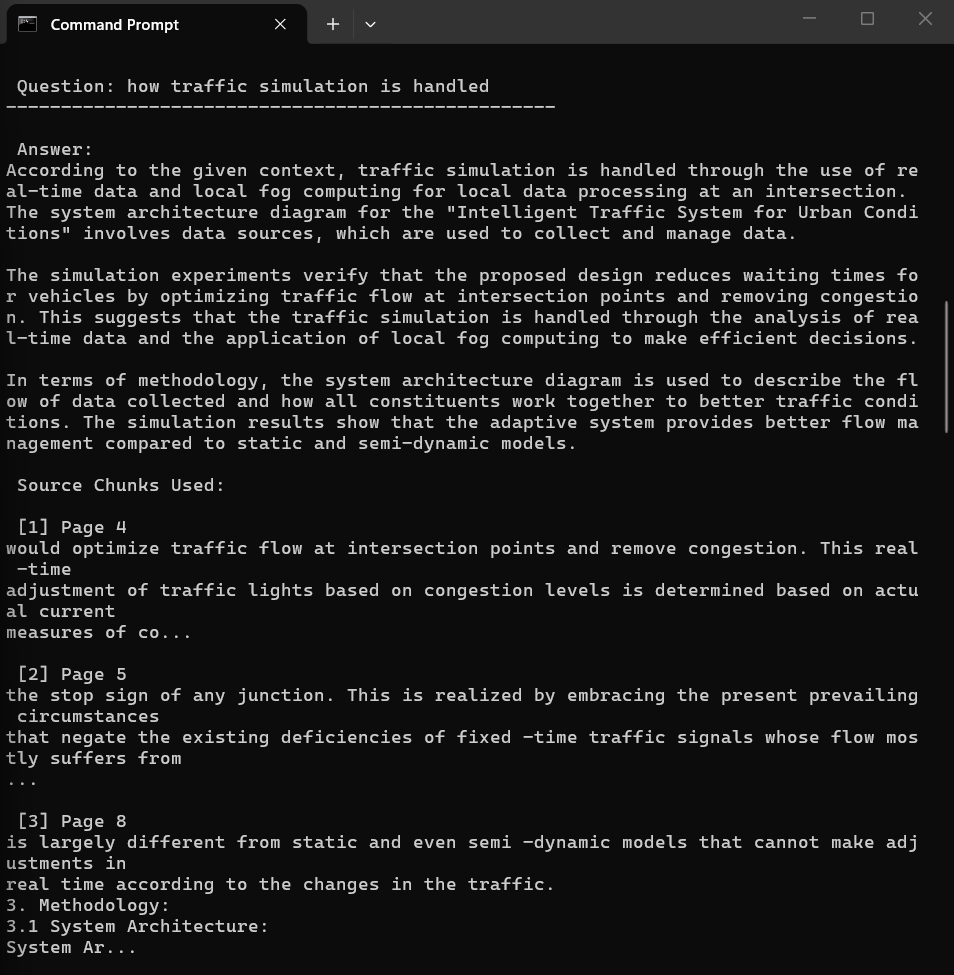 Command Prompt
Question: how traffic simulation is handled
--------------------------------------------------
Answer:
According to the given context, traffic simulation is handled through the use of re
al-time data and local fog computing for local data processing at an intersection.
The system architecture diagram for the "Intelligent Traffic System for Urban Condi
tions" involves data sources, which are used to collect and manage data.
The simulation experiments verify that the proposed design reduces waiting times fo
r vehicles by optimizing traffic flow at intersection points and removing congestio
n. This suggests that the traffic simulation is handled through the analysis of rea
l-time data and the application of local fog computing to make efficient decisions.
In terms of methodology, the system architecture diagram is used to describe the fl
ow of data collected and how all constituents work together to better traffic condi
tions. The simulation results show that the adaptive system provides better flow ma
nagement compared to static and semi-dynamic models.
Source Chunks Used:
[1] Page 4
would optimize traffic flow at intersection points and remove congestion. This real
-time
adjustment of traffic lights based on congestion levels is determined based on actu
al current
measures of co...
[2] Page 5
the stop sign of any junction. This is realized by embracing the present prevailing
circumstances
that negate the existing deficiencies of fixed -time traffic signals whose flow mos
tly suffers from
...
[3] Page 8
is largely different from static and even semi -dynamic models that cannot make adj
ustments in
real time according to the changes in the traffic.
3. Methodology:
3.1 System Architecture:
System Ar...